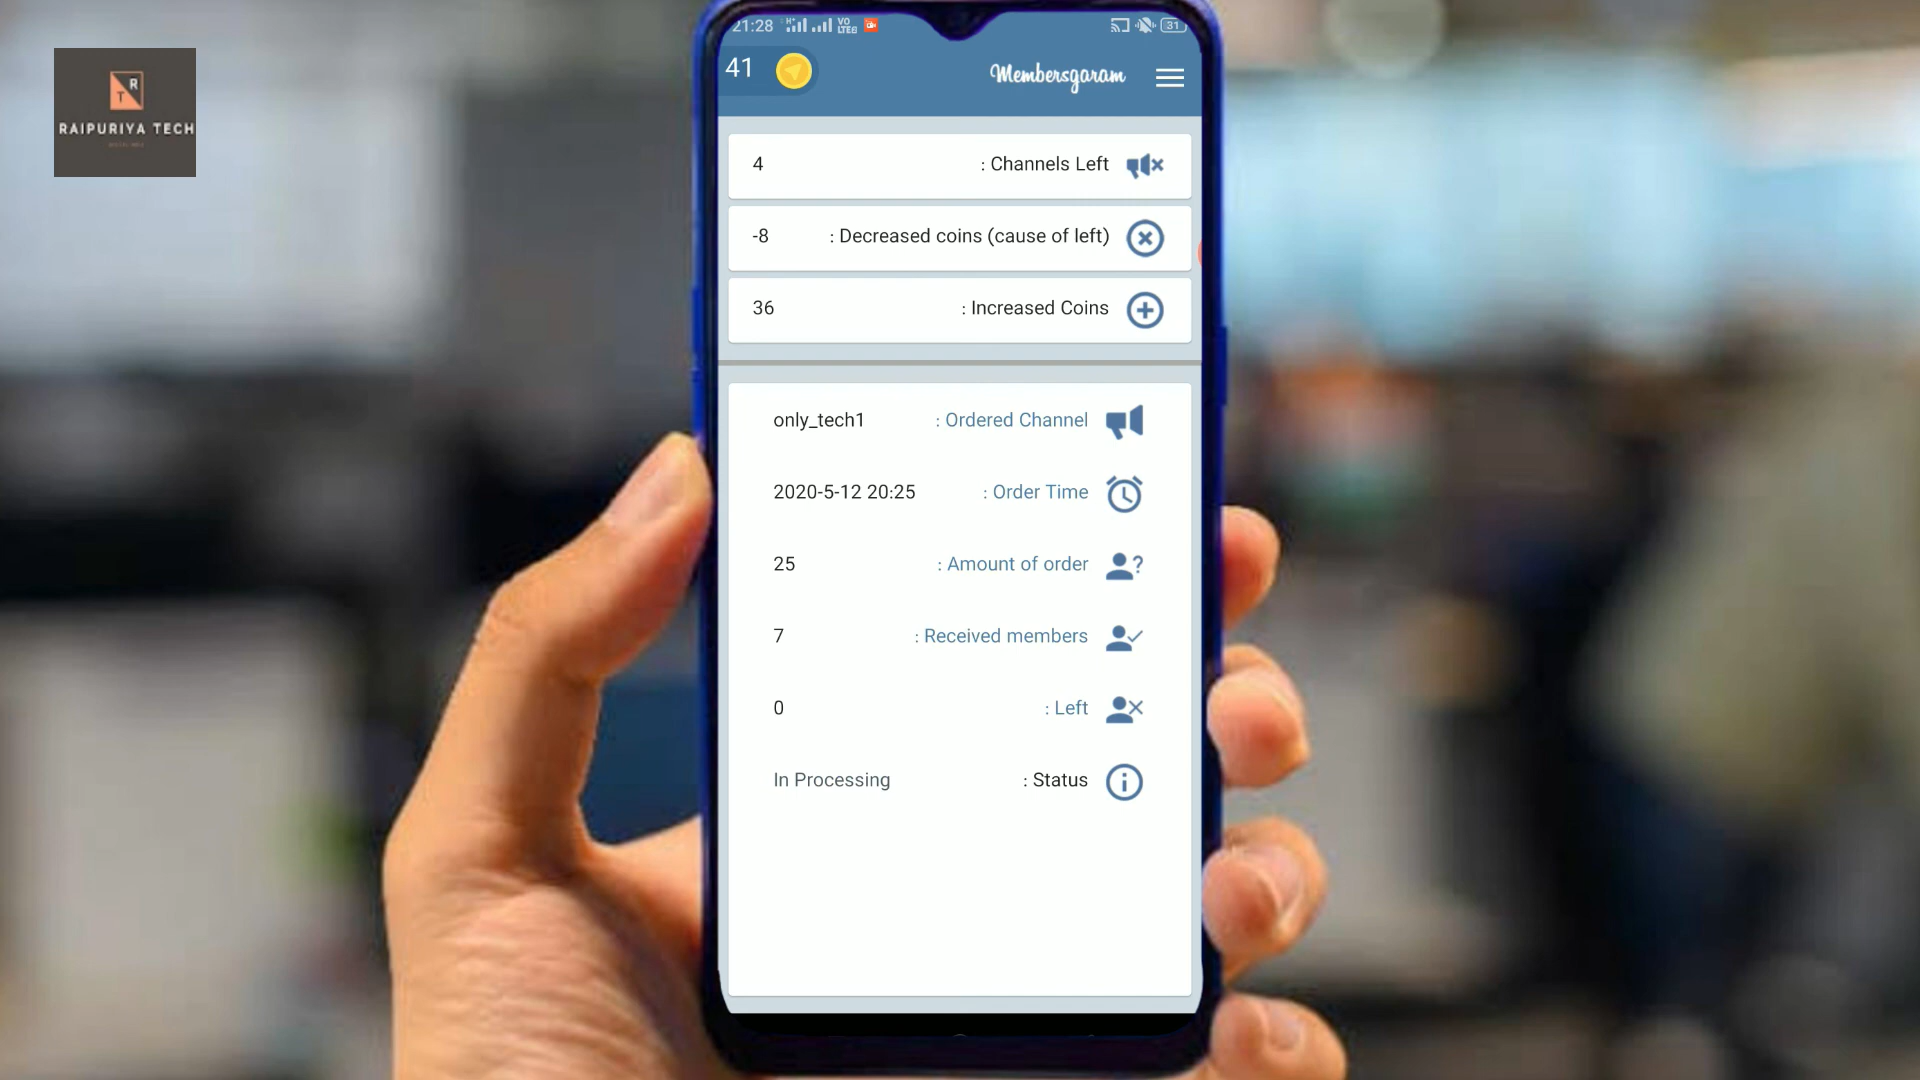 RAIPURIYA TECH
21:28
31
41
Membersgaram
4 : Channels Left
-8 : Decreased coins (cause of left)
36 : Increased Coins
only_tech1 : Ordered Channel
2020-5-12 20:25 : Order Time
25 : Amount of order
7 : Received members
0 : Left
In Processing : Status